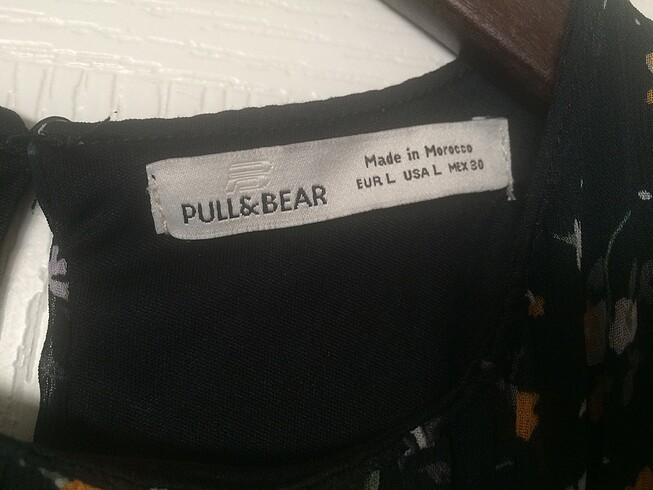 PULL&BEAR
Made in Morocco
EUR L USA L MEX 30